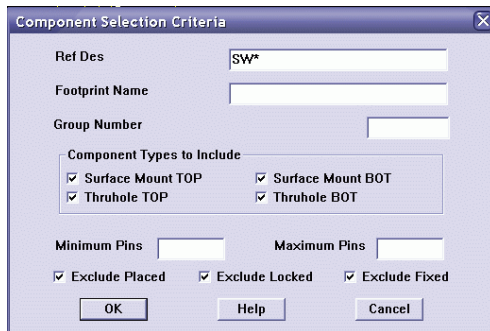 Component Selection Criteria
Ref Des SW*
Footprint Name
Group Number
Component Types to Include
Surface Mount TOP Surface Mount BOT
Thruhole TOP Thruhole BOT
Minimum Pins Maximum Pins
Exclude Placed Exclude Locked Exclude Fixed
OK Help Cancel